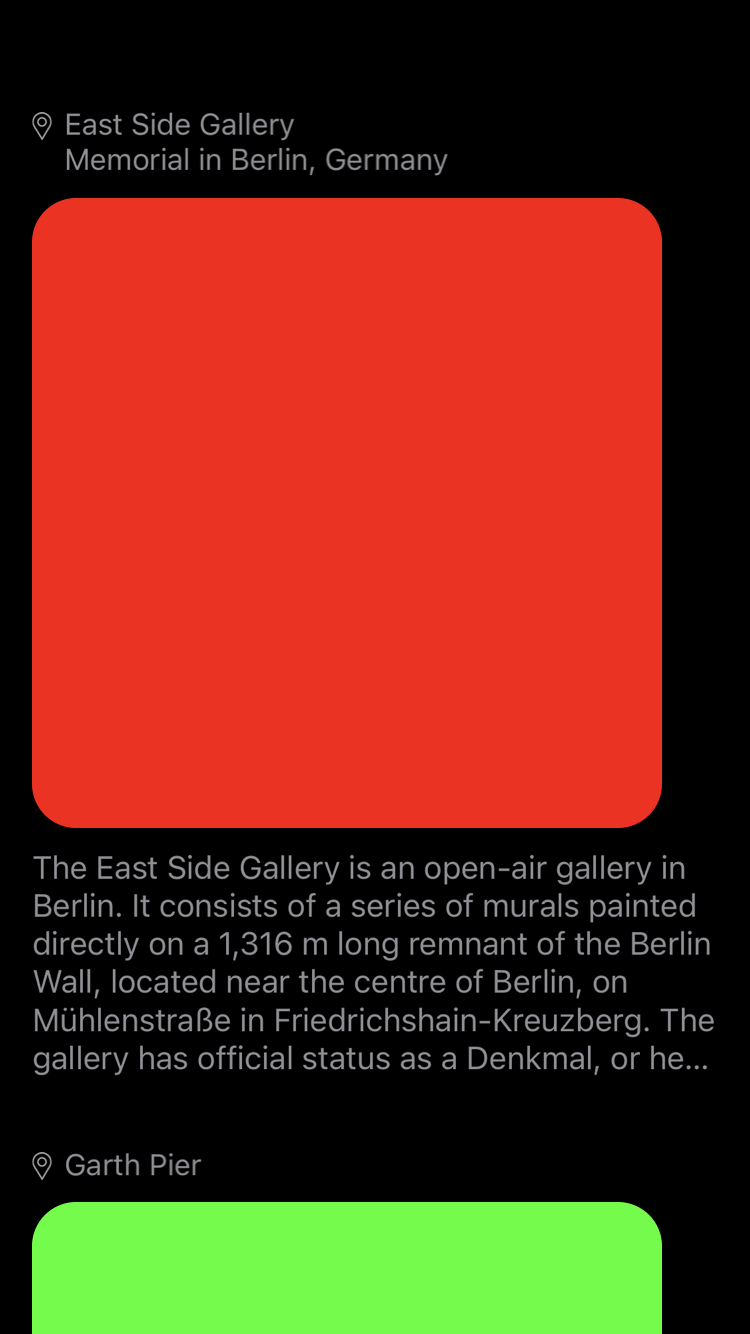 East Side Gallery
Memorial in Berlin, Germany
The East Side Gallery is an open-air gallery in
Berlin. It consists of a series of murals painted
directly on a 1,316 m long remnant of the Berlin
Wall, located near the centre of Berlin, on
Mühlenstraße in Friedrichshain-Kreuzberg. The
gallery has official status as a Denkmal, or he...
Garth Pier